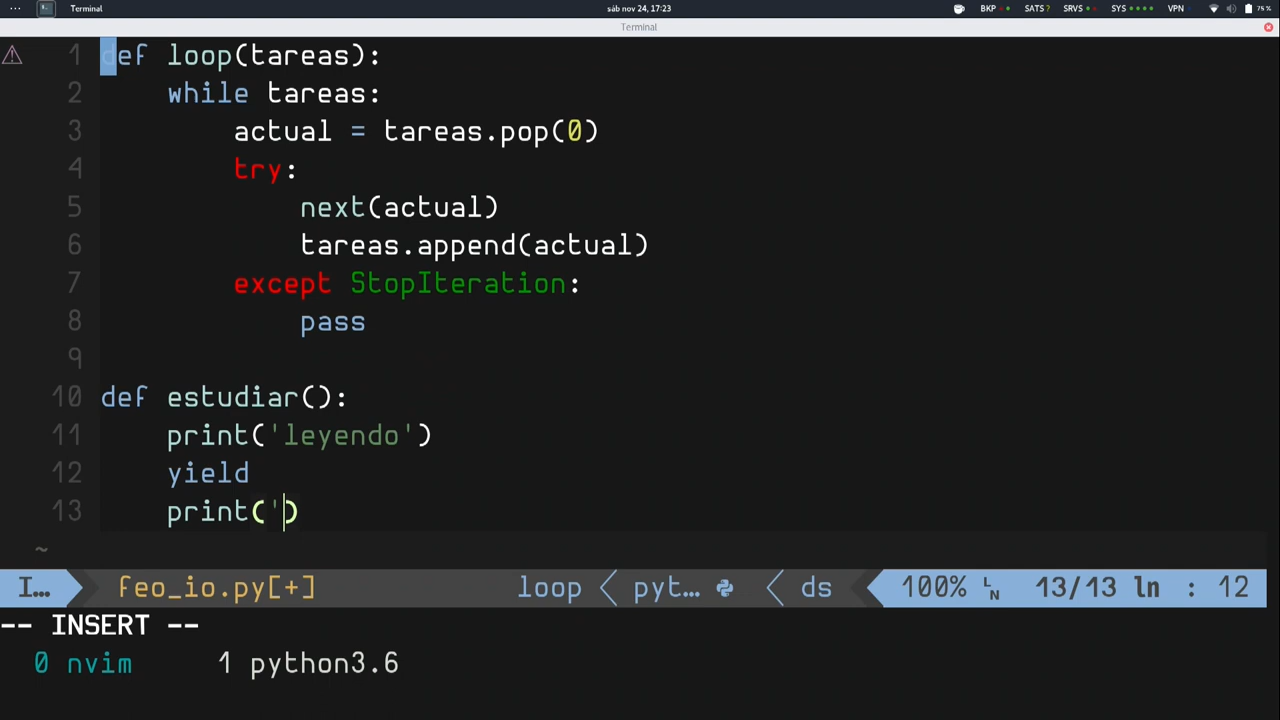 ... Terminal sáb nov 24, 17:23 BKP SATS? SRVS SYS VPN 75 %
Terminal
1 def loop(tareas):
2     while tareas:
3         actual = tareas.pop(0)
4         try:
5             next(actual)
6             tareas.append(actual)
7         except StopIteration:
8             pass
9
10 def estudiar():
11     print('leyendo')
12     yield
13     print(')
~
I… feo_io.py[+] loop < pyt… < ds 100% LN 13/13 ln : 12
-- INSERT --
0 nvim 1 python3.6